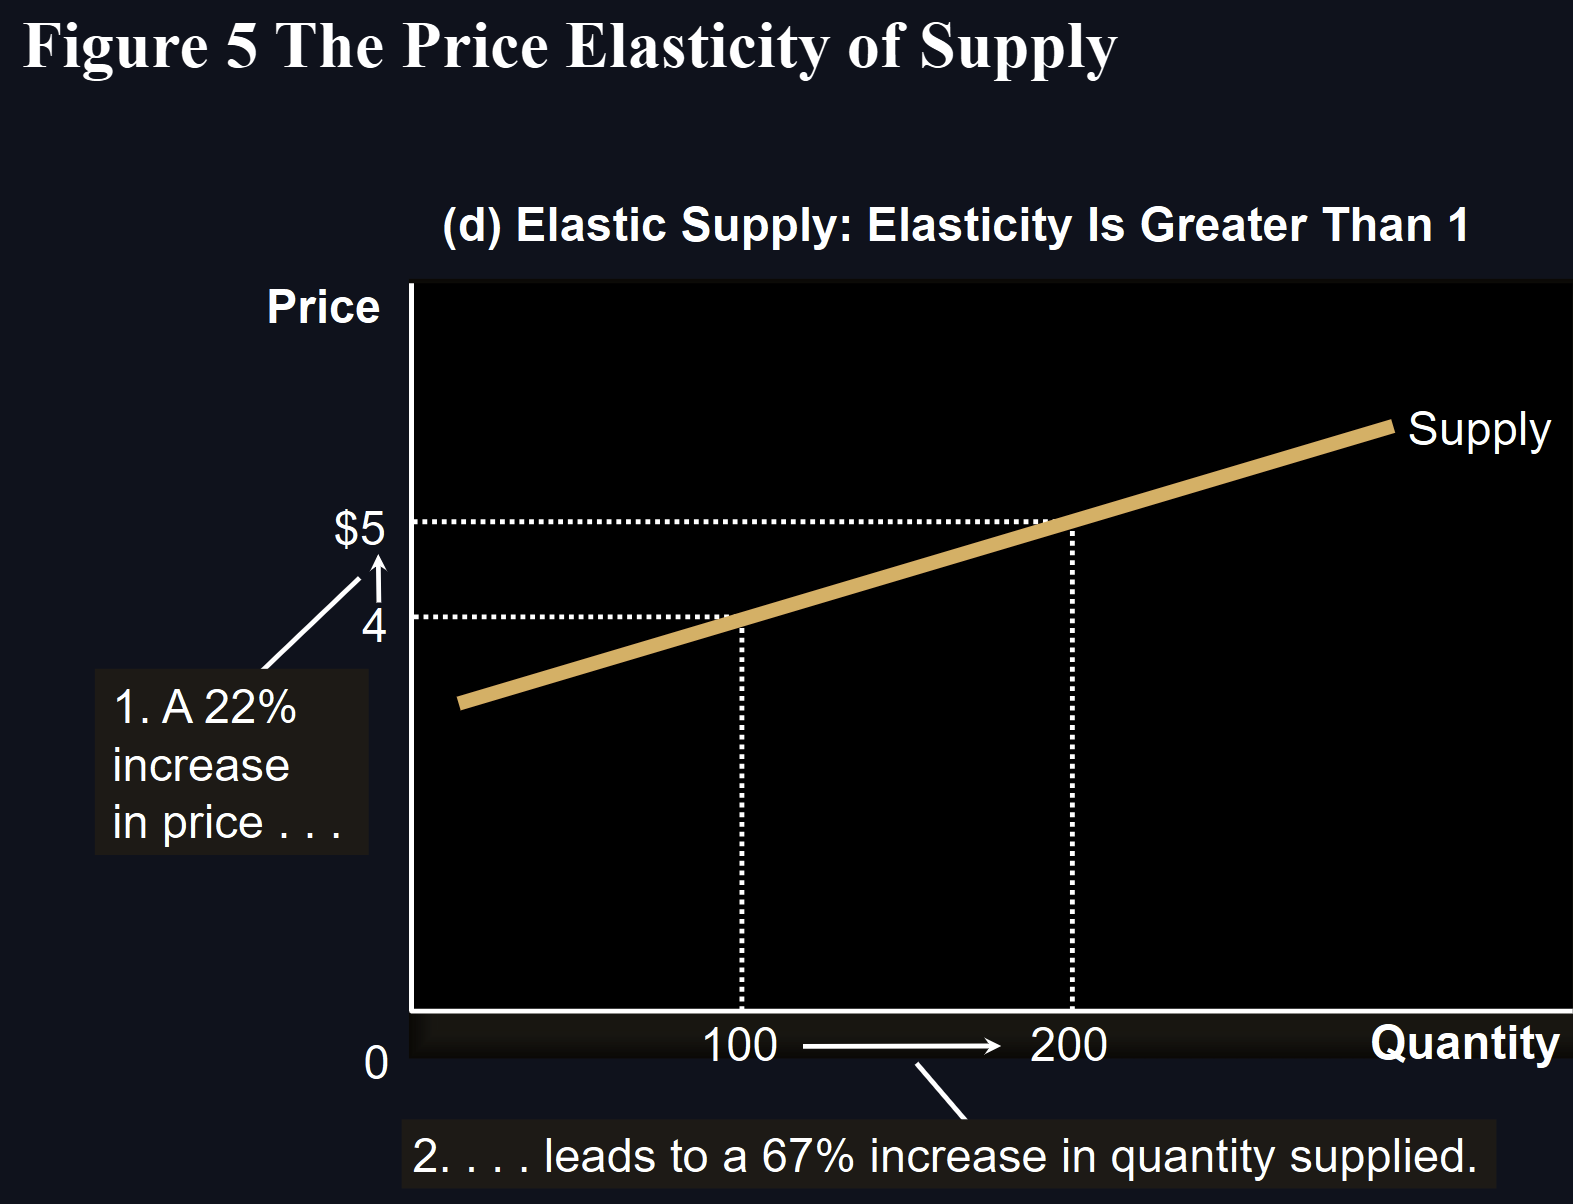 Figure 5 The Price Elasticity of Supply
(d) Elastic Supply: Elasticity Is Greater Than 1
Price
Supply
$5
4
1. A 22%
increase
in price . . .
100
200
Quantity
0
2. . . . leads to a 67% increase in quantity supplied.